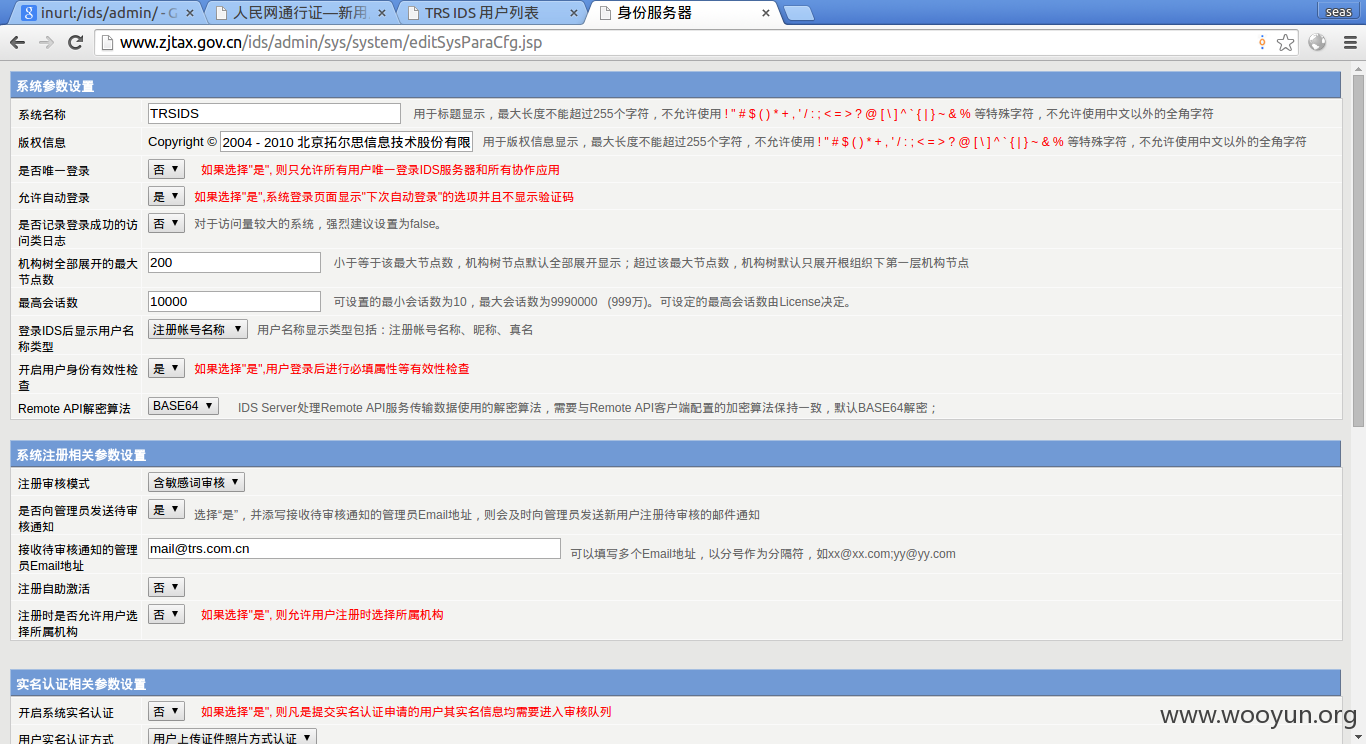 inurl:/ids/admin/ - G
人民网通行证—新用
TRS IDS 用户列表
身份服务器
seas
www.zjtax.gov.cn/ids/admin/sys/system/editSysParaCfg.jsp
系统参数设置
系统名称 TRSIDS 用于标题显示，最大长度不能超过255个字符，不允许使用 ! " # $ ( ) * + , ' / : ; < = > ? @ [ \ ] ^ ` { | } ~ & % 等特殊字符，不允许使用中文以外的全角字符
版权信息 Copyright © 2004 - 2010 北京拓尔思信息技术股份有限 用于版权信息显示，最大长度不能超过255个字符，不允许使用 ! " # $ ( ) * + , ' / : ; < = > ? @ [ \ ] ^ ` { | } ~ & % 等特殊字符，不允许使用中文以外的全角字符
是否唯一登录 否 如果选择"是", 则只允许所有用户唯一登录IDS服务器和所有协作应用
允许自动登录 是 如果选择"是",系统登录页面显示"下次自动登录"的选项并且不显示验证码
是否记录登录成功的访 否 对于访问量较大的系统，强烈建议设置为false。
问类日志
机构树全部展开的最大 200 小于等于该最大节点数，机构树节点默认全部展开显示；超过该最大节点数，机构树默认只展开根组织下第一层机构节点
节点数
最高会话数 10000 可设置的最小会话数为10，最大会话数为9990000 (999万)。可设定的最高会话数由License决定。
登录IDS后显示用户名 注册帐号名称 用户名称显示类型包括：注册帐号名称、昵称、真名
称类型
开启用户身份有效性检 是 如果选择"是",用户登录后进行必填属性等有效性检查
查
Remote API解密算法 BASE64 IDS Server处理Remote API服务传输数据使用的解密算法，需要与Remote API客户端配置的加密算法保持一致，默认BASE64解密；
系统注册相关参数设置
注册审核模式 含敏感词审核
是否向管理员发送待审 是 选择“是”，并添写接收待审核通知的管理员Email地址，则会及时向管理员发送新用户注册待审核的邮件通知
核通知
接收待审核通知的管理 mail@trs.com.cn 可以填写多个Email地址，以分号作为分隔符，如xx@xx.com;yy@yy.com
员Email地址
注册自助激活 否
注册时是否允许用户选 否 如果选择"是", 则允许用户注册时选择所属机构
择所属机构
实名认证相关参数设置
开启系统实名认证 否 如果选择"是", 则凡是提交实名认证申请的用户其实名信息均需要进入审核队列
用户实名认证方式 用户上传证件照片方式认证
www.wooyun.org